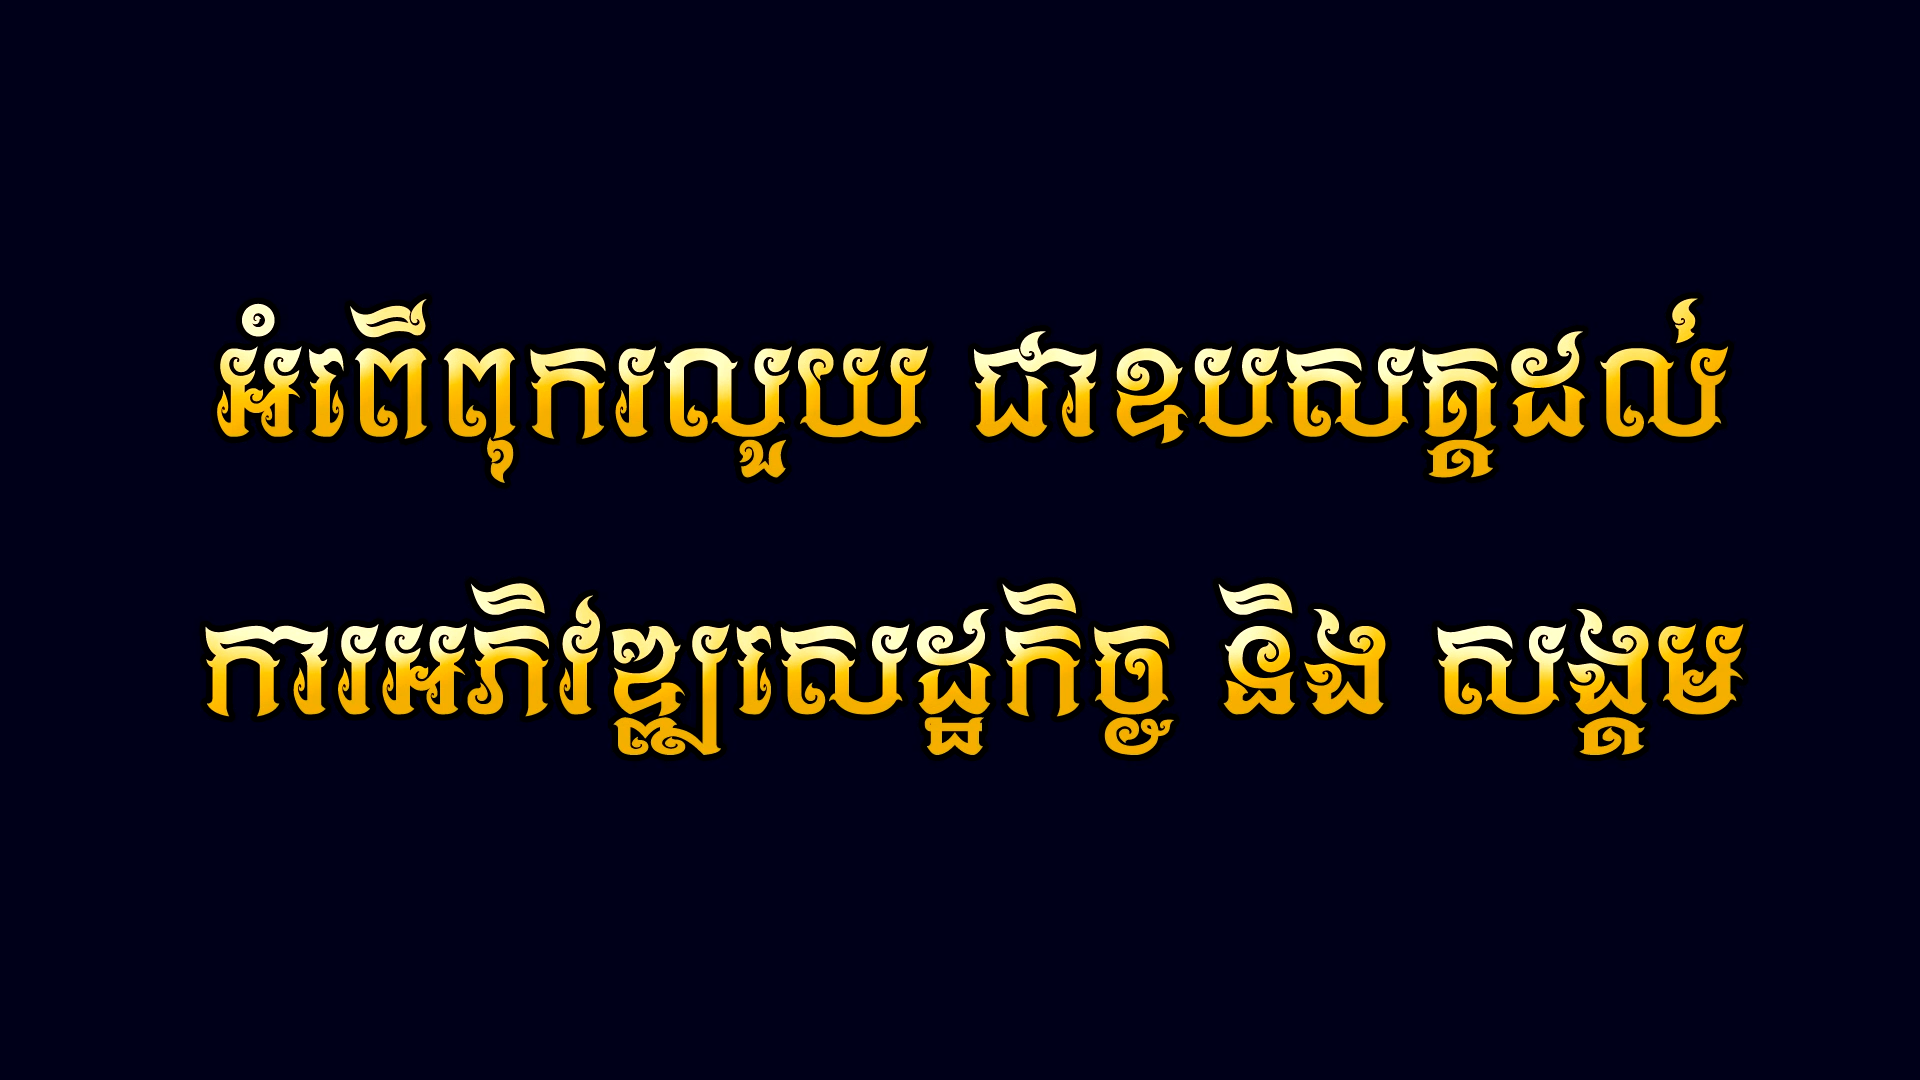 អំពើពុករលួយ ជាឧបសគ្គដល់
ការអភិវឌ្ឍសេដ្ឋកិច្ច និង សង្គម